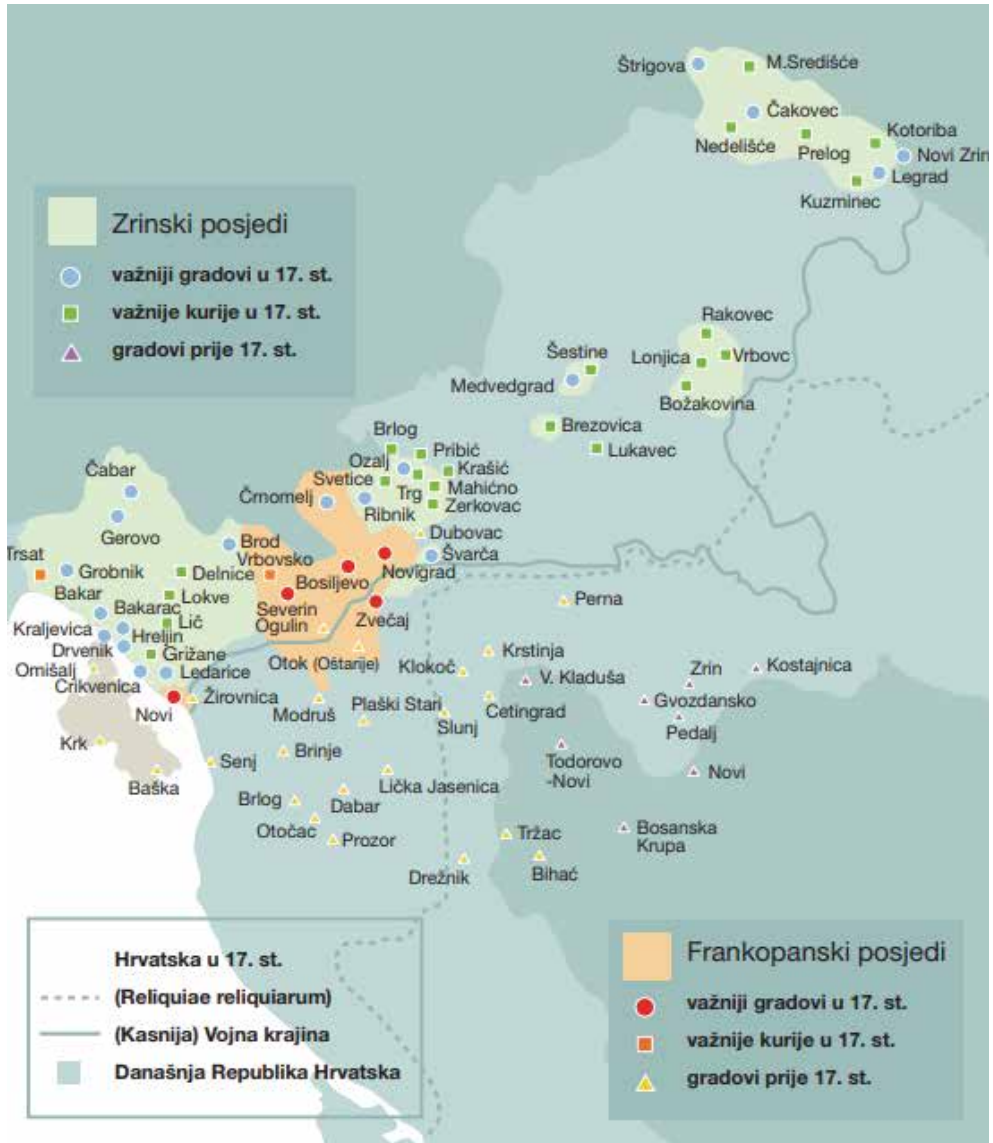 Štrigova
M.Središće
Čakovec
Nedelišće
Prelog
Kotoriba
Novi Zrin
Legrad
Kuzminec
Zrinski posjedi
važniji gradovi u 17. st.
važnije kurije u 17. st.
gradovi prije 17. st.
Rakovec
Lonjica
Vrbovc
Božakovina
Šestine
Medvedgrad
Brezovica
Lukavec
Brlog
Pribić
Ozalj
Krašić
Svetice
Trg
Mahićno
Zerkovac
Ribnik
Črnomelj
Čabar
Gerovo
Dubovac
Švarča
Brod
Vrbovsko
Novigrad
Bosiljevo
Trsat
Grobnik
Delnice
Bakar
Lokve
Severin
Zvečaj
Bakarac
Lič
Ogulin
Kraljevica
Hreljin
Drvenik
Grižane
Otok (Oštarije)
Omišalj
Ledarice
Crikvenica
Novi
Žirovnica
Modruš
Perna
Krstinja
Klokoč
V. Kladuša
Zrin
Kostajnica
Gvozdansko
Cetingrad
Plaški Stari
Slunj
Pedalj
Krk
Baška
Senj
Brinje
Todorovo
-Novi
Novi
Lička Jasenica
Brlog
Dabar
Otočac
Prozor
Tržac
Bosanska
Krupa
Drežnik
Bihać
Hrvatska u 17. st.
(Reliquiae reliquiarum)
(Kasnija) Vojna krajina
Današnja Republika Hrvatska
Frankopanski posjedi
važniji gradovi u 17. st.
važnije kurije u 17. st.
gradovi prije 17. st.